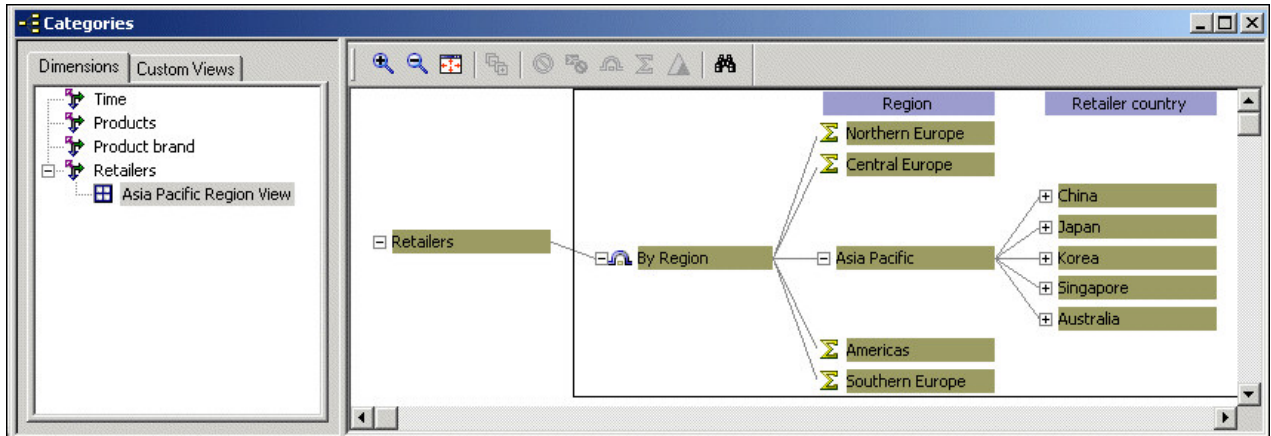 Categories
Dimensions Custom Views
Time
Products
Product brand
Retailers
Asia Pacific Region View
Region Retailer country
Northern Europe
Central Europe
China
Japan
Retailers
By Region Asia Pacific Korea
Singapore
Australia
Americas
Southern Europe